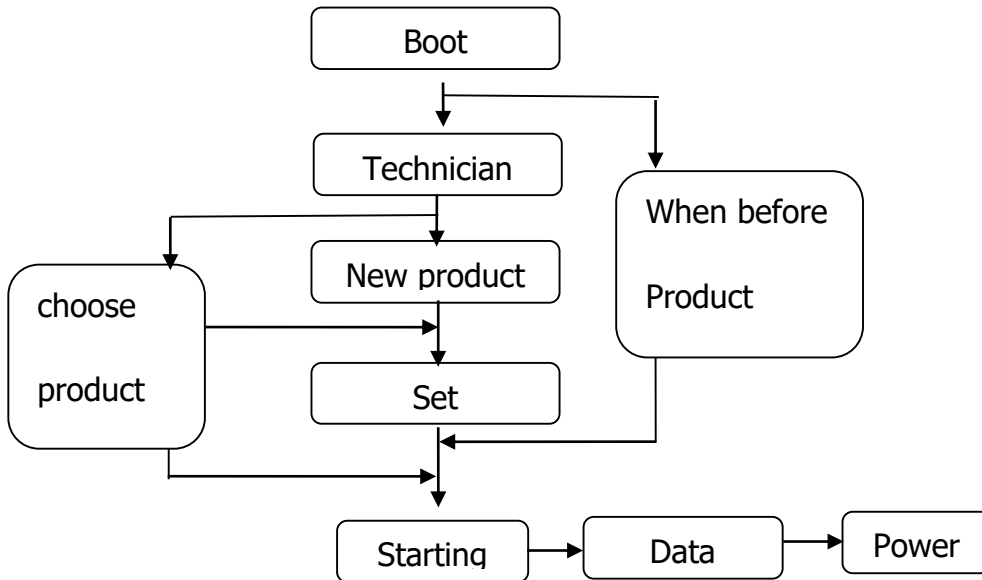 Boot
Technician
When before
Product
New product
choose
product
Set
Starting
Data
Power